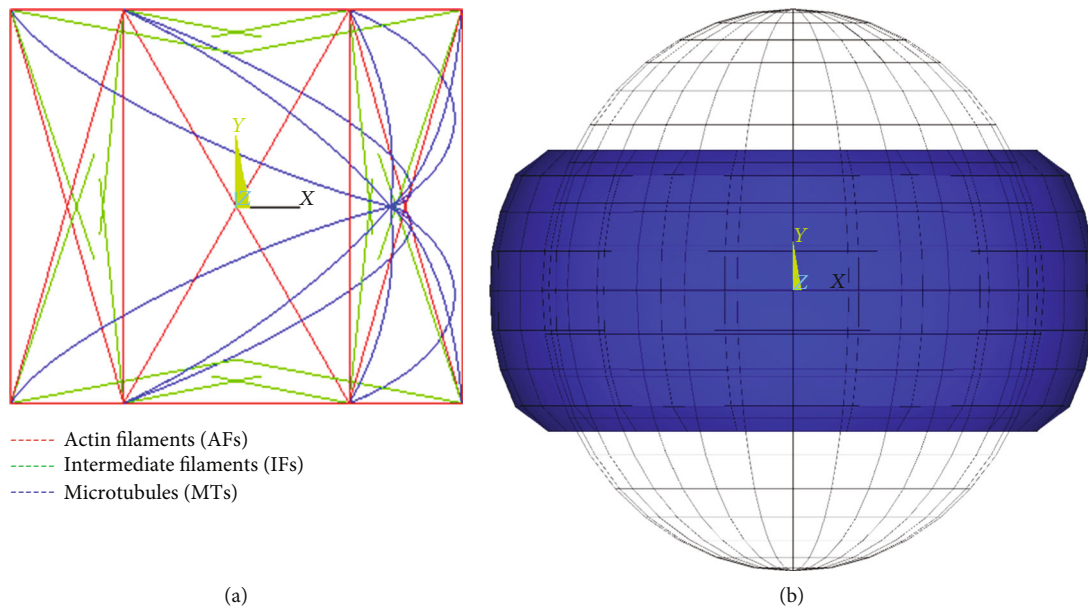 Y
Z
X
Actin filaments (AFs)
Intermediate filaments (IFs)
Microtubules (MTs)
(a)
Y
Z
X
(b)